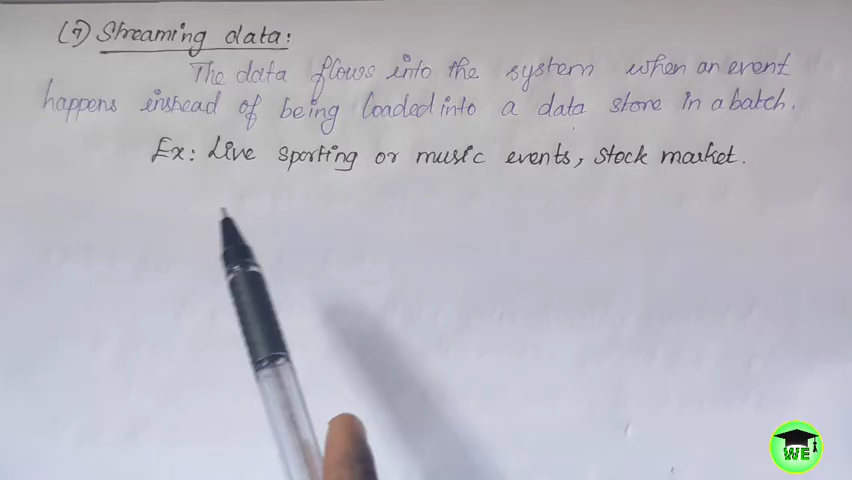 (7) Streaming data:
The data flows into the system when an event
happens instead of being loaded into a data store in a batch.
Ex: Live sporting or music events, stock market.
WE